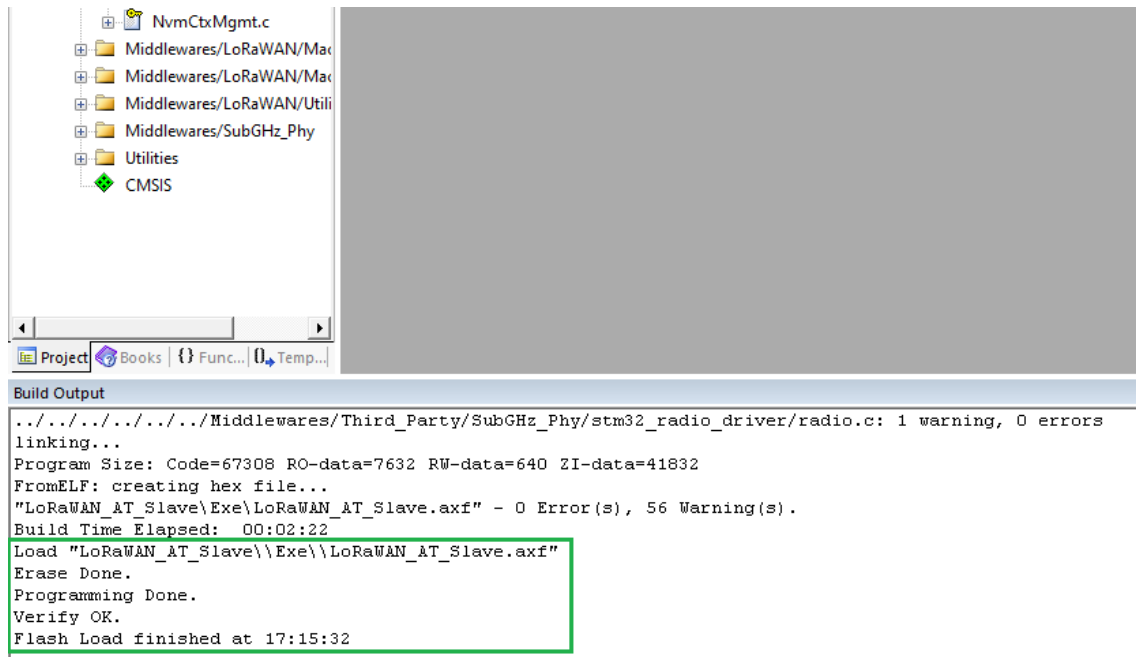 NvmCtxMgmt.c
Middlewares/LoRaWAN/Mac
Middlewares/LoRaWAN/Mac
Middlewares/LoRaWAN/Utili
Middlewares/SubGHz_Phy
Utilities
CMSIS
Project Books {} Func... 0. Temp...
Build Output
../../../../../Middlewares/Third_Party/SubGHz_Phy/stm32_radio_driver/radio.c: 1 warning, 0 errors
linking...
Program Size: Code=67308 RO-data=7632 RW-data=640 ZI-data=41832
FromELF: creating hex file...
"LoRaWAN_AT_Slave\Exe\LoRaWAN_AT_Slave.axf" - 0 Error(s), 56 Warning(s).
Build Time Elapsed:  00:02:22
Load "LoRaWAN_AT_Slave\\Exe\\LoRaWAN_AT_Slave.axf"
Erase Done.
Programming Done.
Verify OK.
Flash Load finished at 17:15:32